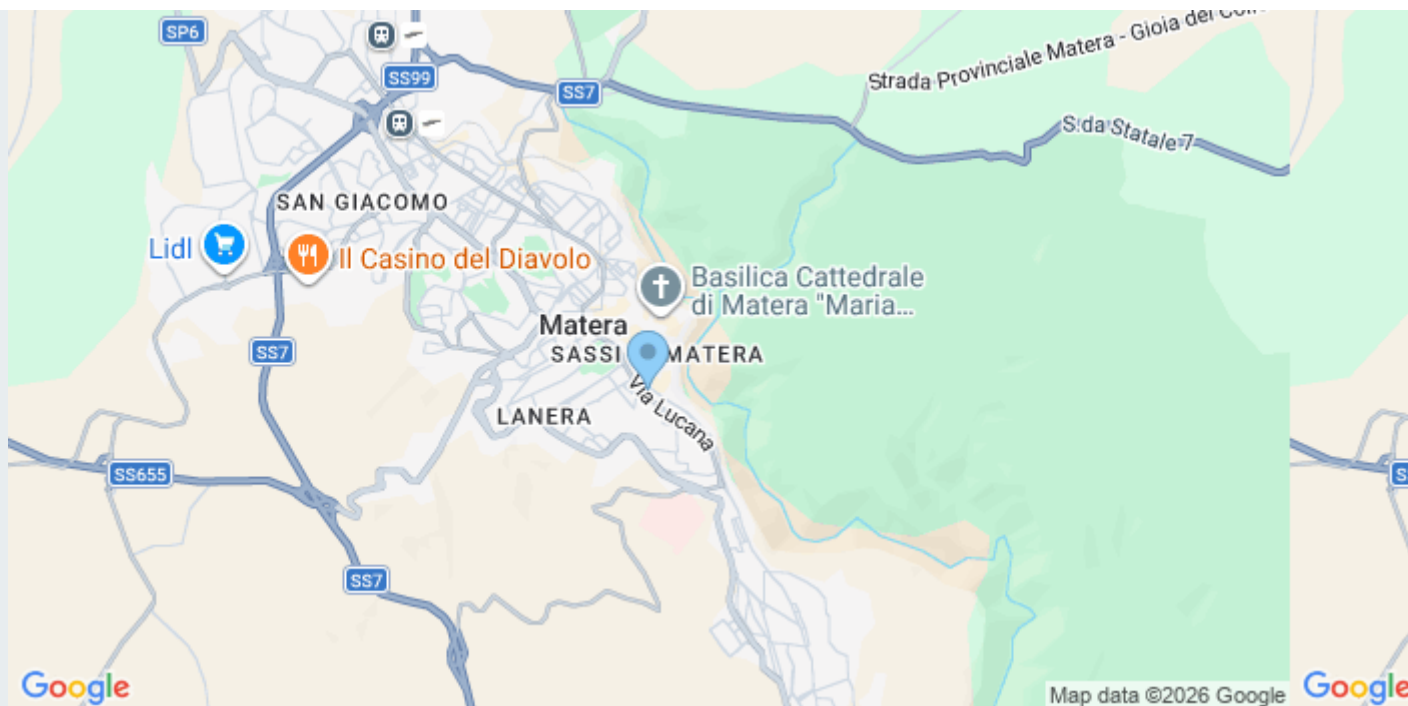 SP6
SS99
SS7
Strada Provinciale Matera - Gioia del Colle
S.da Statale 7
SAN GIACOMO
Lidl
Il Casino del Diavolo
Basilica Cattedrale
di Matera "Maria...
Matera
SASSI MATERA
SS7
Via Lucana
LANERA
SS655
S
SS7
Google
Map data ©2026 Google
Google